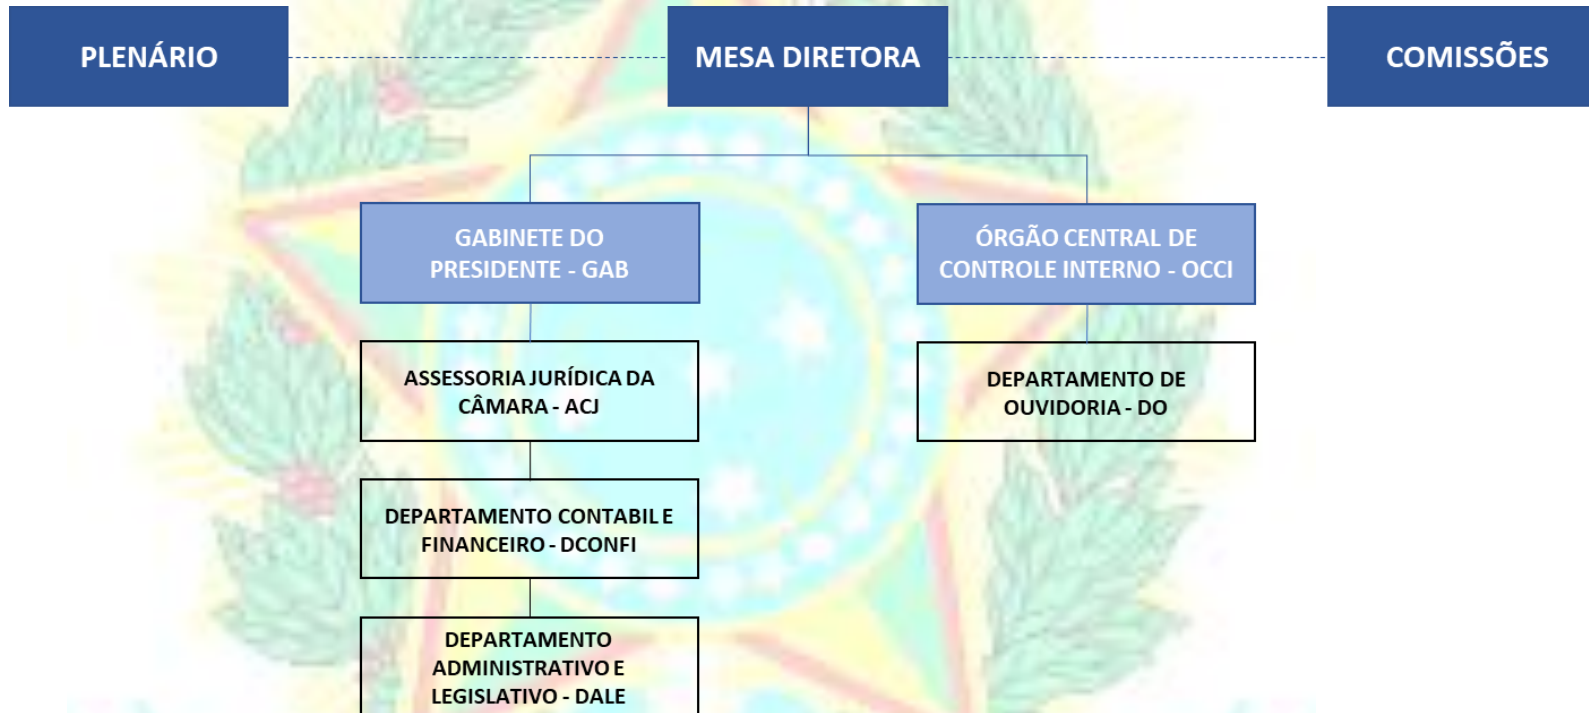 PLENÁRIO
MESA DIRETORA
COMISSÕES
GABINETE DO
PRESIDENTE - GAB
ÓRGÃO CENTRAL DE
CONTROLE INTERNO - OCCI
ASSESSORIA JURÍDICA DA
CÂMARA - ACJ
DEPARTAMENTO DE
OUVIDORIA - DO
DEPARTAMENTO CONTABIL E
FINANCEIRO - DCONFI
DEPARTAMENTO
ADMINISTRATIVO E
LEGISLATIVO - DALE